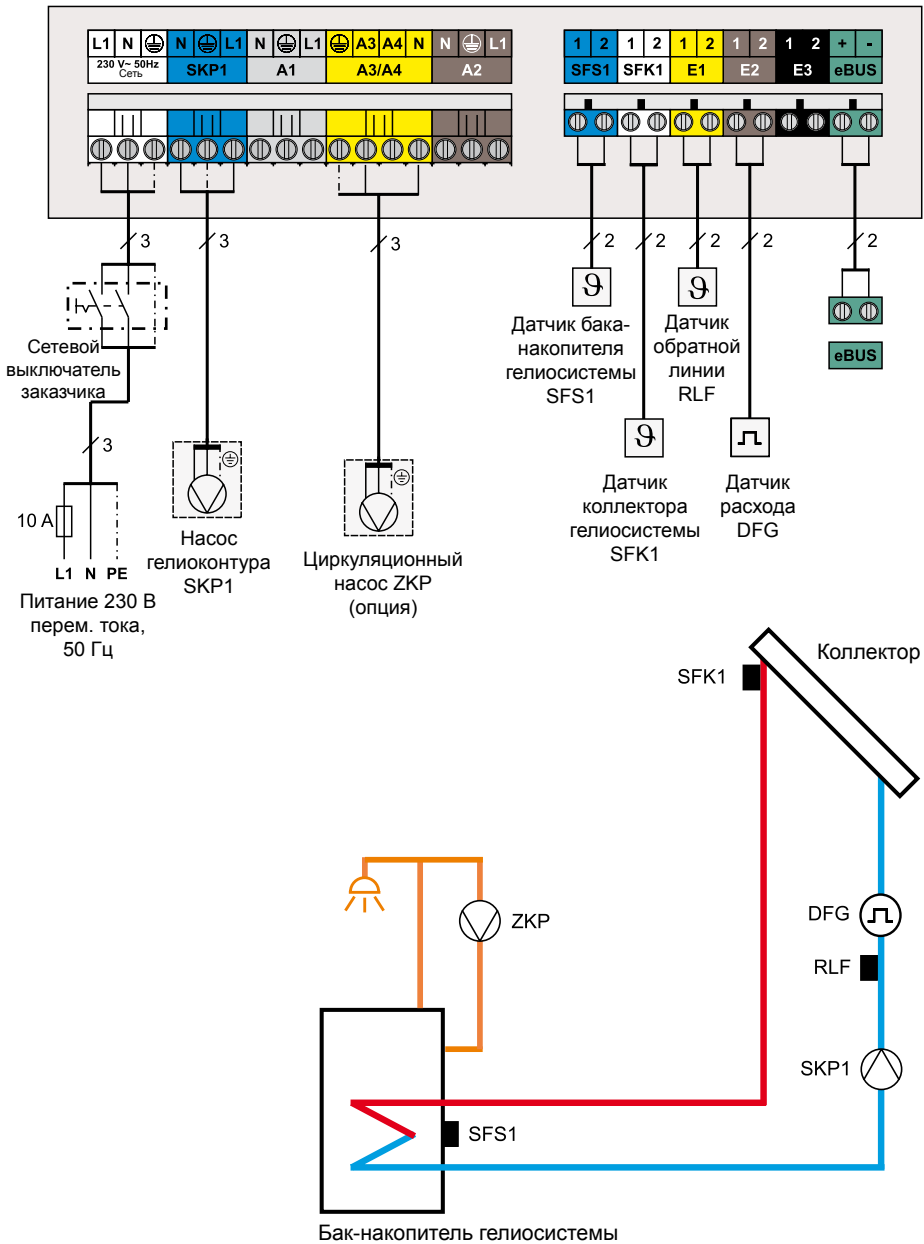 L1 N N L1 N L1 A3 A4 N N L1
230 V~ 50Hz
Сеть
SKP1 A1 A3/A4 A2
1 2 1 2 1 2 1 2 1 2 + -
SFS1 SFK1 E1 E2 E3 eBUS
3 3 3 2 2 2 2 2
Сетевой
выключатель
заказчика
3
10 A
L1 N PE
Питание 230 В
перем. тока,
50 Гц
Насос
гелиоконтура
SKP1
Циркуляционный
насос ZKP
(опция)
Датчик бака-
накопителя
гелиосистемы
SFS1
Датчик
обратной
линии
RLF
eBUS
Датчик
коллектора
гелиосистемы
SFK1
Датчик
расхода
DFG
Коллектор
SFK1
DFG
ZKP
RLF
SKP1
SFS1
Бак-накопитель гелиосистемы